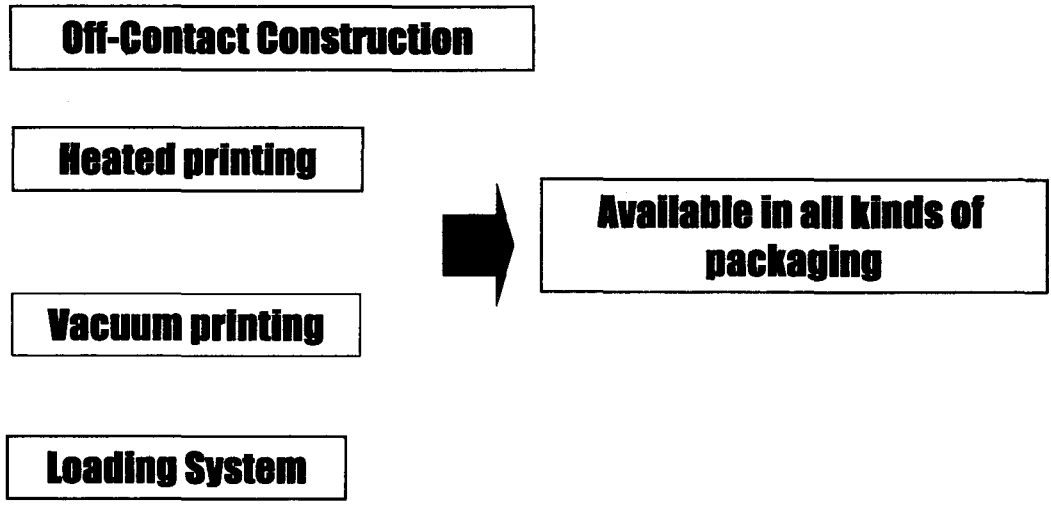 Off-Contact Construction
Heated printing
Available in all kinds of
packaging
Vacuum printing
Loading System